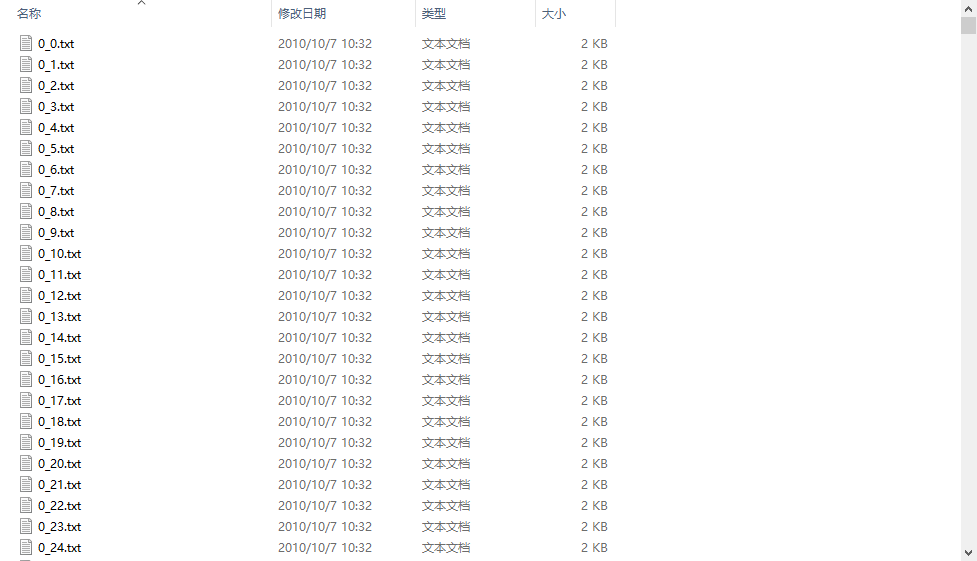 名称 修改日期 类型 大小
0_0.txt 2010/10/7 10:32 文本文档 2 KB
0_1.txt 2010/10/7 10:32 文本文档 2 KB
0_2.txt 2010/10/7 10:32 文本文档 2 KB
0_3.txt 2010/10/7 10:32 文本文档 2 KB
0_4.txt 2010/10/7 10:32 文本文档 2 KB
0_5.txt 2010/10/7 10:32 文本文档 2 KB
0_6.txt 2010/10/7 10:32 文本文档 2 KB
0_7.txt 2010/10/7 10:32 文本文档 2 KB
0_8.txt 2010/10/7 10:32 文本文档 2 KB
0_9.txt 2010/10/7 10:32 文本文档 2 KB
0_10.txt 2010/10/7 10:32 文本文档 2 KB
0_11.txt 2010/10/7 10:32 文本文档 2 KB
0_12.txt 2010/10/7 10:32 文本文档 2 KB
0_13.txt 2010/10/7 10:32 文本文档 2 KB
0_14.txt 2010/10/7 10:32 文本文档 2 KB
0_15.txt 2010/10/7 10:32 文本文档 2 KB
0_16.txt 2010/10/7 10:32 文本文档 2 KB
0_17.txt 2010/10/7 10:32 文本文档 2 KB
0_18.txt 2010/10/7 10:32 文本文档 2 KB
0_19.txt 2010/10/7 10:32 文本文档 2 KB
0_20.txt 2010/10/7 10:32 文本文档 2 KB
0_21.txt 2010/10/7 10:32 文本文档 2 KB
0_22.txt 2010/10/7 10:32 文本文档 2 KB
0_23.txt 2010/10/7 10:32 文本文档 2 KB
0_24.txt 2010/10/7 10:32 文本文档 2 KB